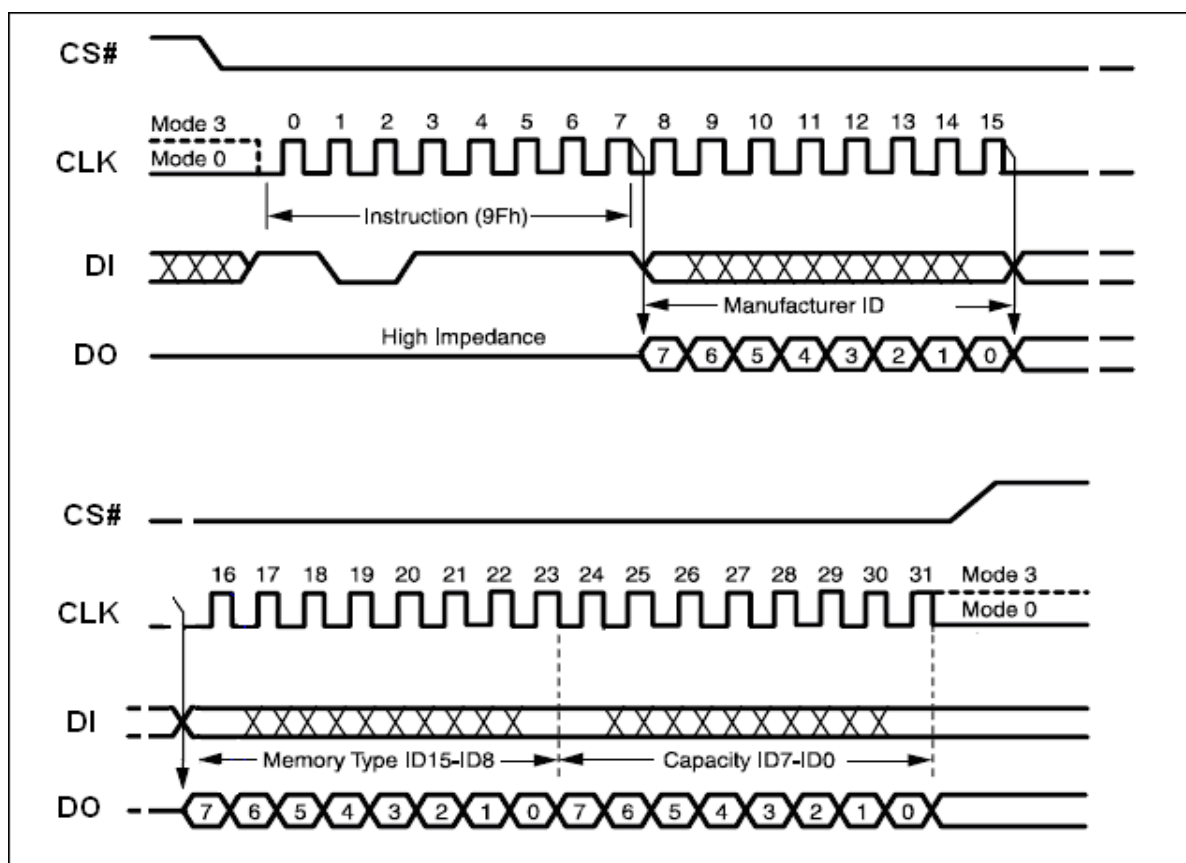 CS#
Mode 3
0 1 2 3 4 5 6 7 8 9 10 11 12 13 14 15
CLK
Mode 0
Instruction (9Fh)
DI
Manufacturer ID
High Impedance
DO
7 6 5 4 3 2 1 0
CS#
16 17 18 19 20 21 22 23 24 25 26 27 28 29 30 31
Mode 3
CLK
Mode 0
DI
Memory Type ID15-ID8
Capacity ID7-ID0
DO
7 6 5 4 3 2 1 0 7 6 5 4 3 2 1 0